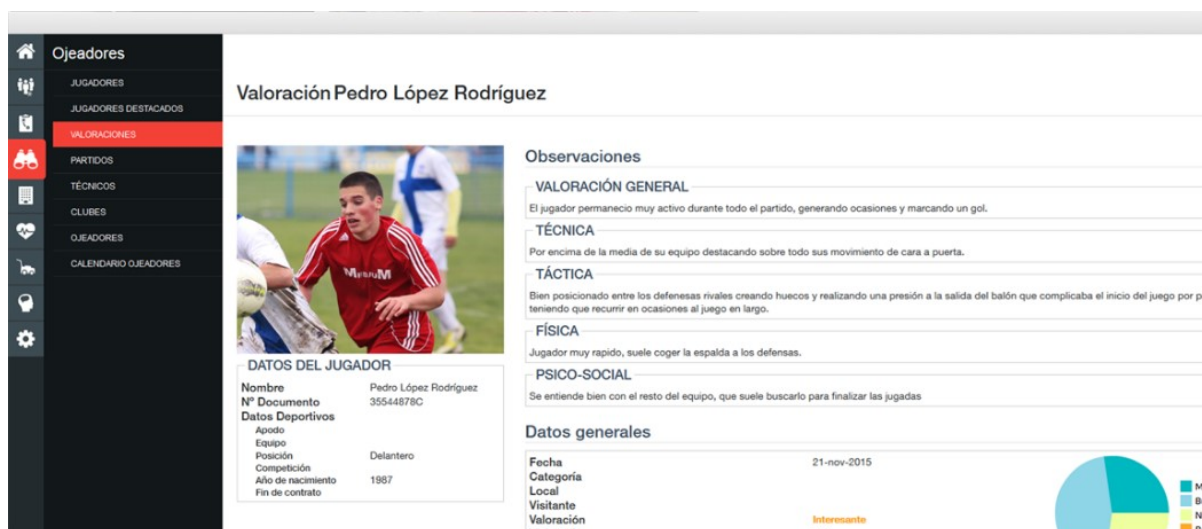 Ojeadores
JUGADORES
JUGADORES DESTACADOS
VALORACIONES
PARTIDOS
TÉCNICOS
CLUBES
OJEADORES
CALENDARIO OJEADORES
Valoración Pedro López Rodríguez
DATOS DEL JUGADOR
Nombre Pedro López Rodríguez
Nº Documento 35544878C
Datos Deportivos
Apodo
Equipo
Posición Delantero
Competición
Año de nacimiento 1987
Fin de contrato
Observaciones
VALORACIÓN GENERAL
El jugador permanecio muy activo durante todo el partido, generando ocasiones y marcando un gol.
TÉCNICA
Por encima de la media de su equipo destacando sobre todo sus movimiento de cara a puerta.
TÁCTICA
Bien posicionado entre los defenesas rivales creando huecos y realizando una presión a la salida del balón que complicaba el inicio del juego por p
teniendo que recurrir en ocasiones al juego en largo.
FÍSICA
Jugador muy rapido, suele coger la espalda a los defensas.
PSICO-SOCIAL
Se entiende bien con el resto del equipo, que suele buscarlo para finalizar las jugadas
Datos generales
Fecha 21-nov-2015
Categoría
Local
Visitante
Valoración Interesante
M
B
N